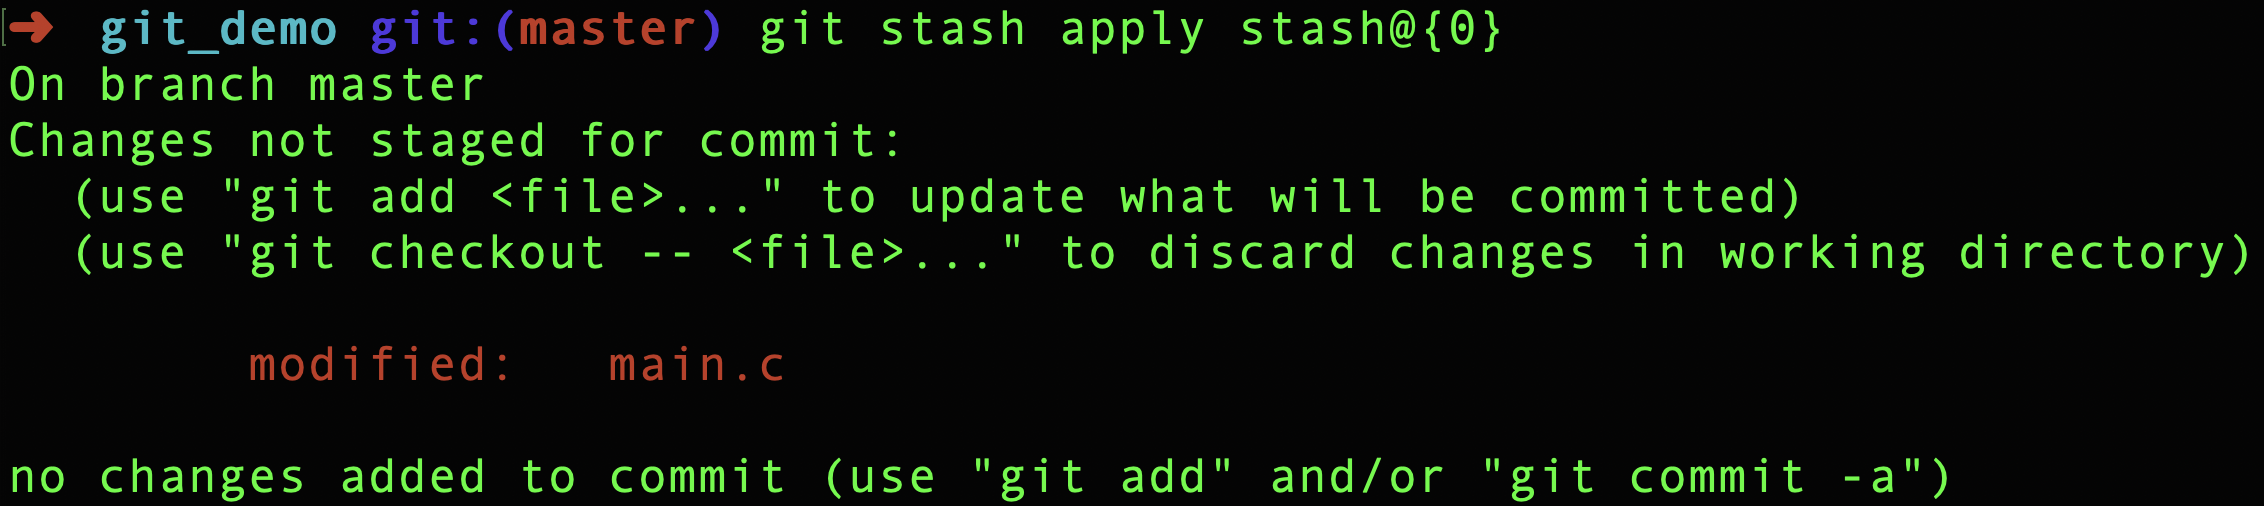 ➜ git_demo git:(master) git stash apply stash@{0}
On branch master
Changes not staged for commit:
  (use "git add <file>..." to update what will be committed)
  (use "git checkout -- <file>..." to discard changes in working directory)

        modified:   main.c

no changes added to commit (use "git add" and/or "git commit -a")